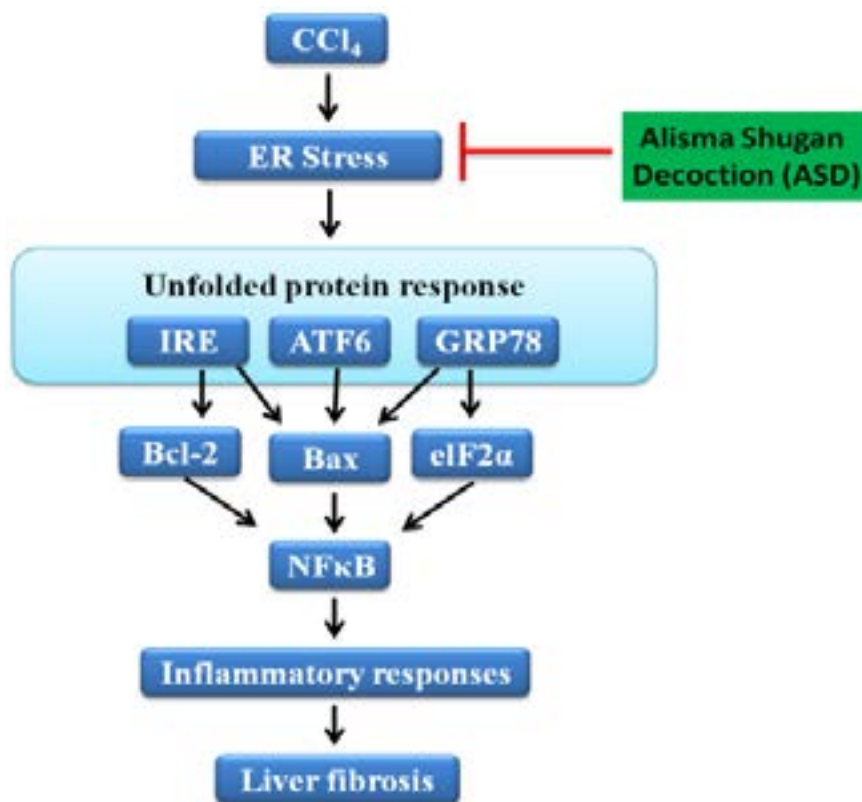 CCl₄
ER Stress
Alisma Shugan
Decoction (ASD)
Unfolded protein response
IRE
ATF6
GRP78
Bcl-2
Bax
elF2α
NFκB
Inflammatory responses
Liver fibrosis